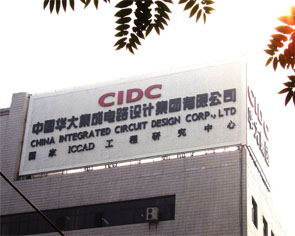 CIDC
中国华大集成电路设计集团有限公司
CHINA INTEGRATED CIRCUIT DESIGN CORP., LTD
国家 ICCAD 工程研究中心
CIDC